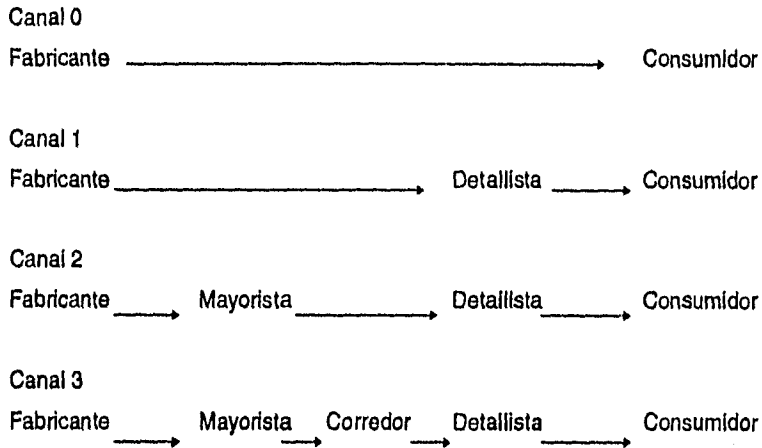 Canal 0
Fabricante Consumidor
Canal 1
Fabricante Detallista Consumidor
Canal 2
Fabricante Mayorista Detallista Consumidor
Canal 3
Fabricante Mayorista Corredor Detallista Consumidor